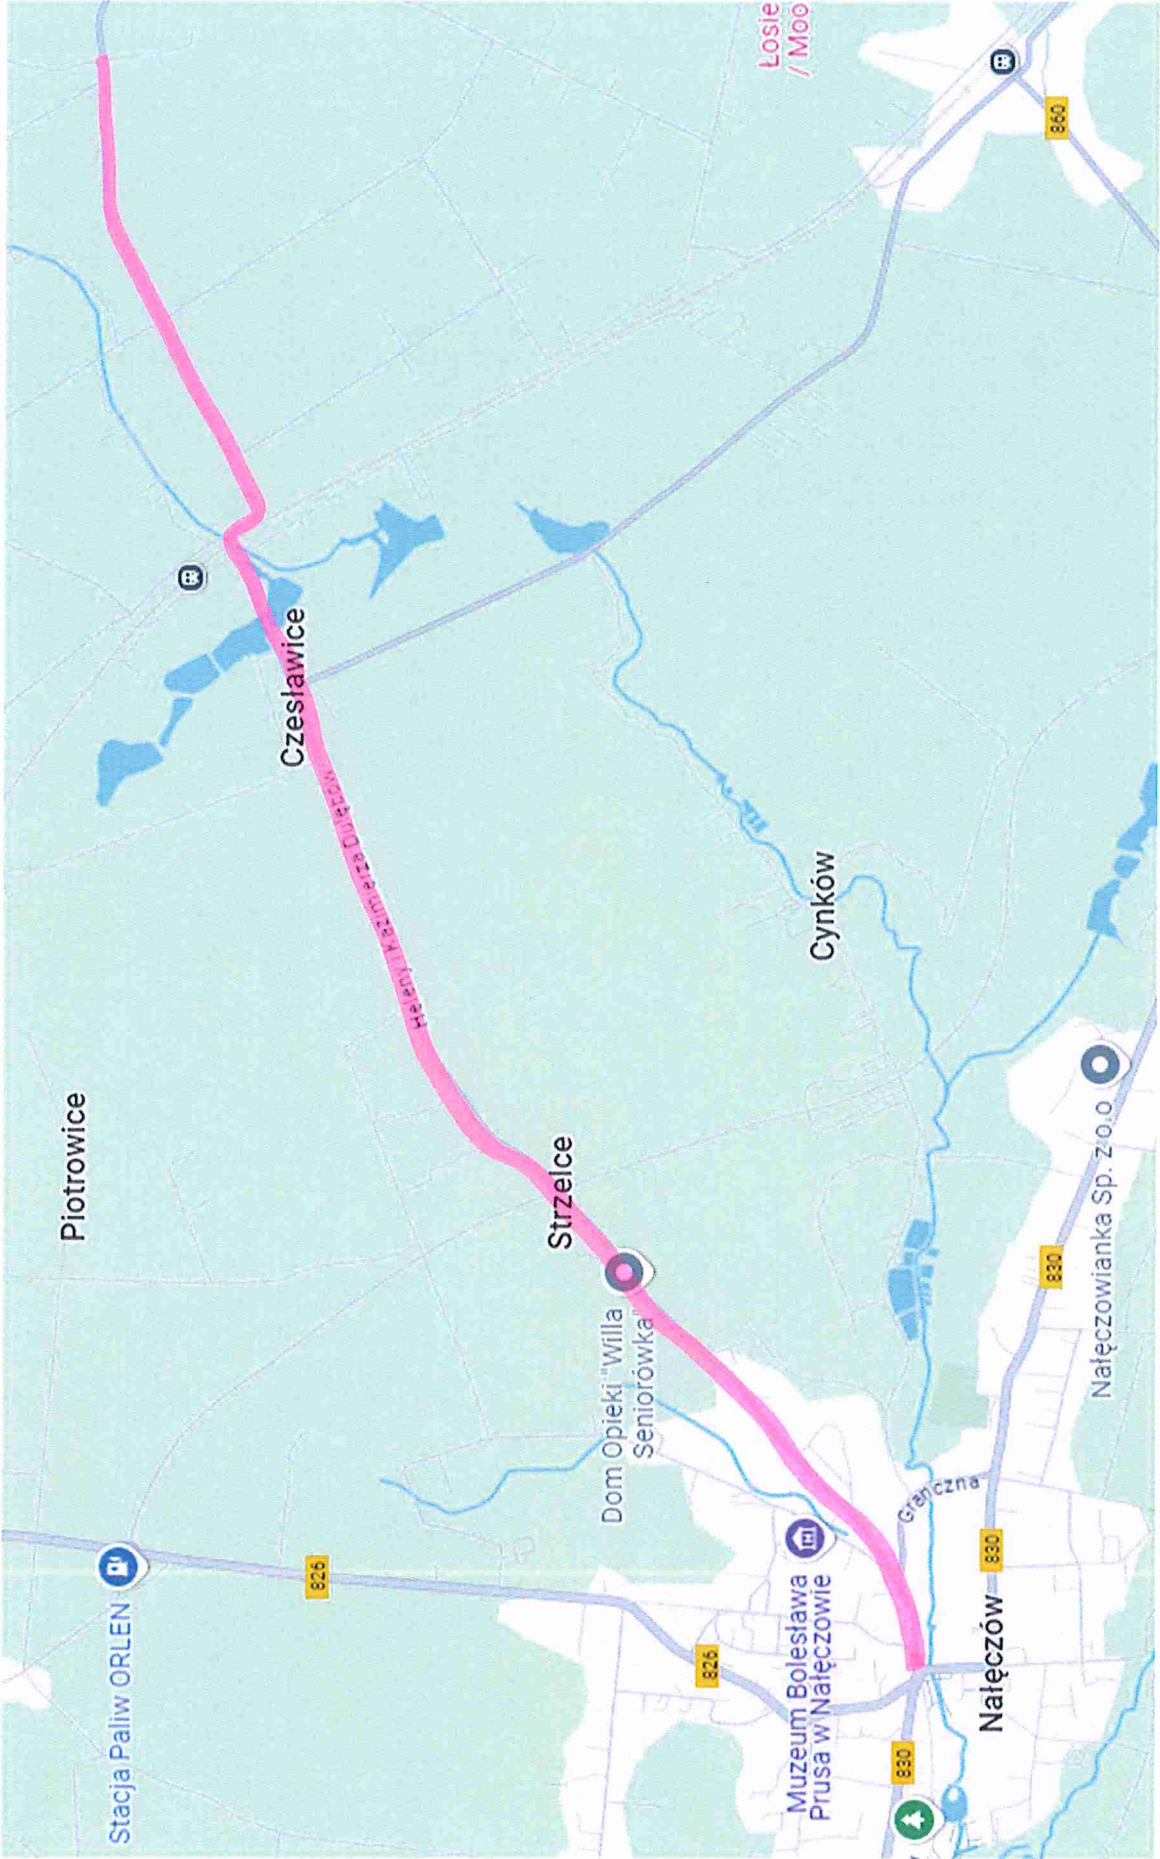 Piotrowice
Stacja Paliw ORLEN
Czesławice
826
Heleny i Kazimierza Dulębów
Strzelce
Dom Opieki "Willa
Seniorówka"
826
Łosie
/ Moo
Muzeum Bolesława
Prusa w Nałęczowie
Cynków
830
Graniczna
Nałęczów
830
830
860
Nałęczowianka sp. z o.o